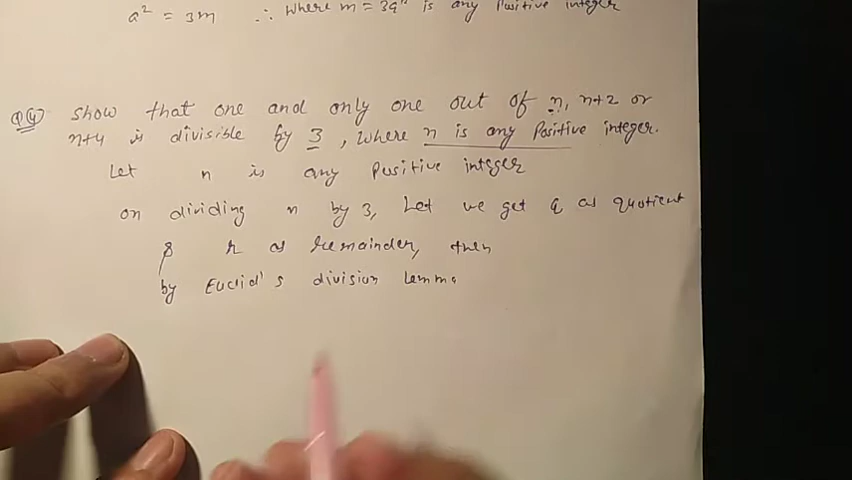 a² = 3m ∴ where m = 3q² is any Positive integer
Q4 Show that one and only one out of n, n+2 or
n+4 is divisible by 3, where n is any Positive integer.
Let n is any Positive integer
on dividing n by 3, Let we get q as quotient
& r as remainder, then
by Euclid's division lemma